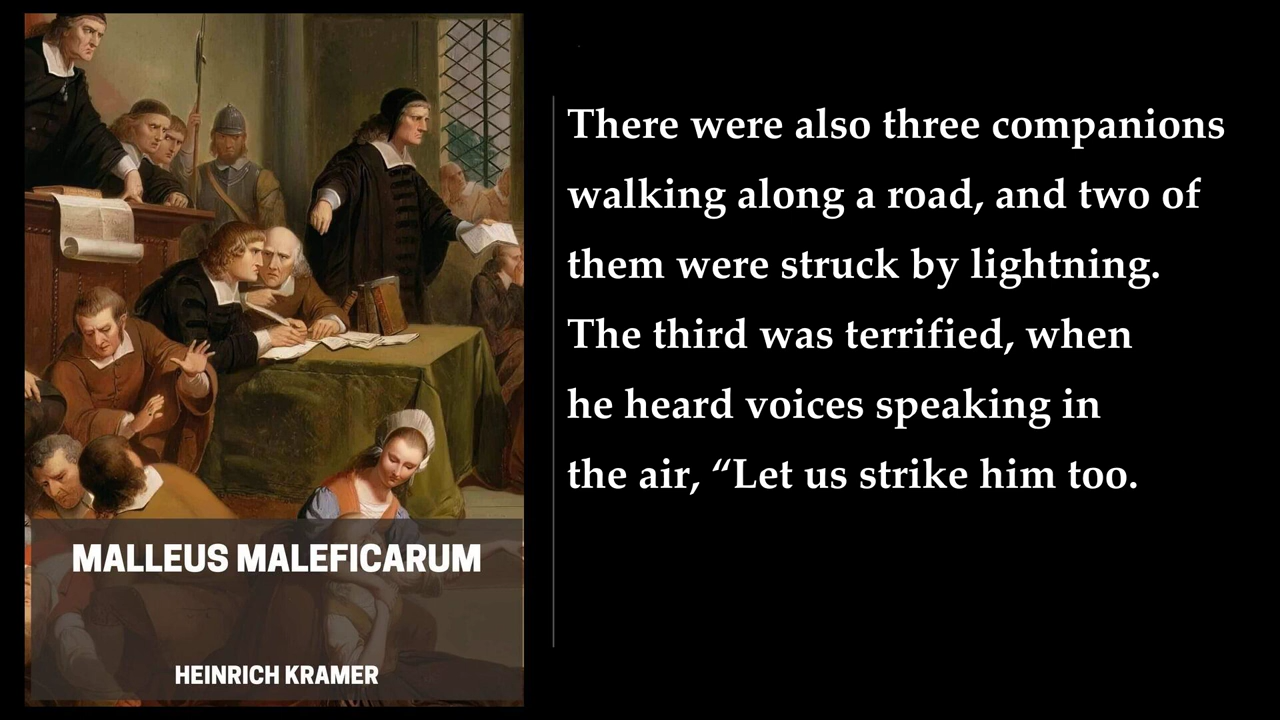 MALLEUS MALEFICARUM
HEINRICH KRAMER
There were also three companions
walking along a road, and two of
them were struck by lightning.
The third was terrified, when
he heard voices speaking in
the air, “Let us strike him too.